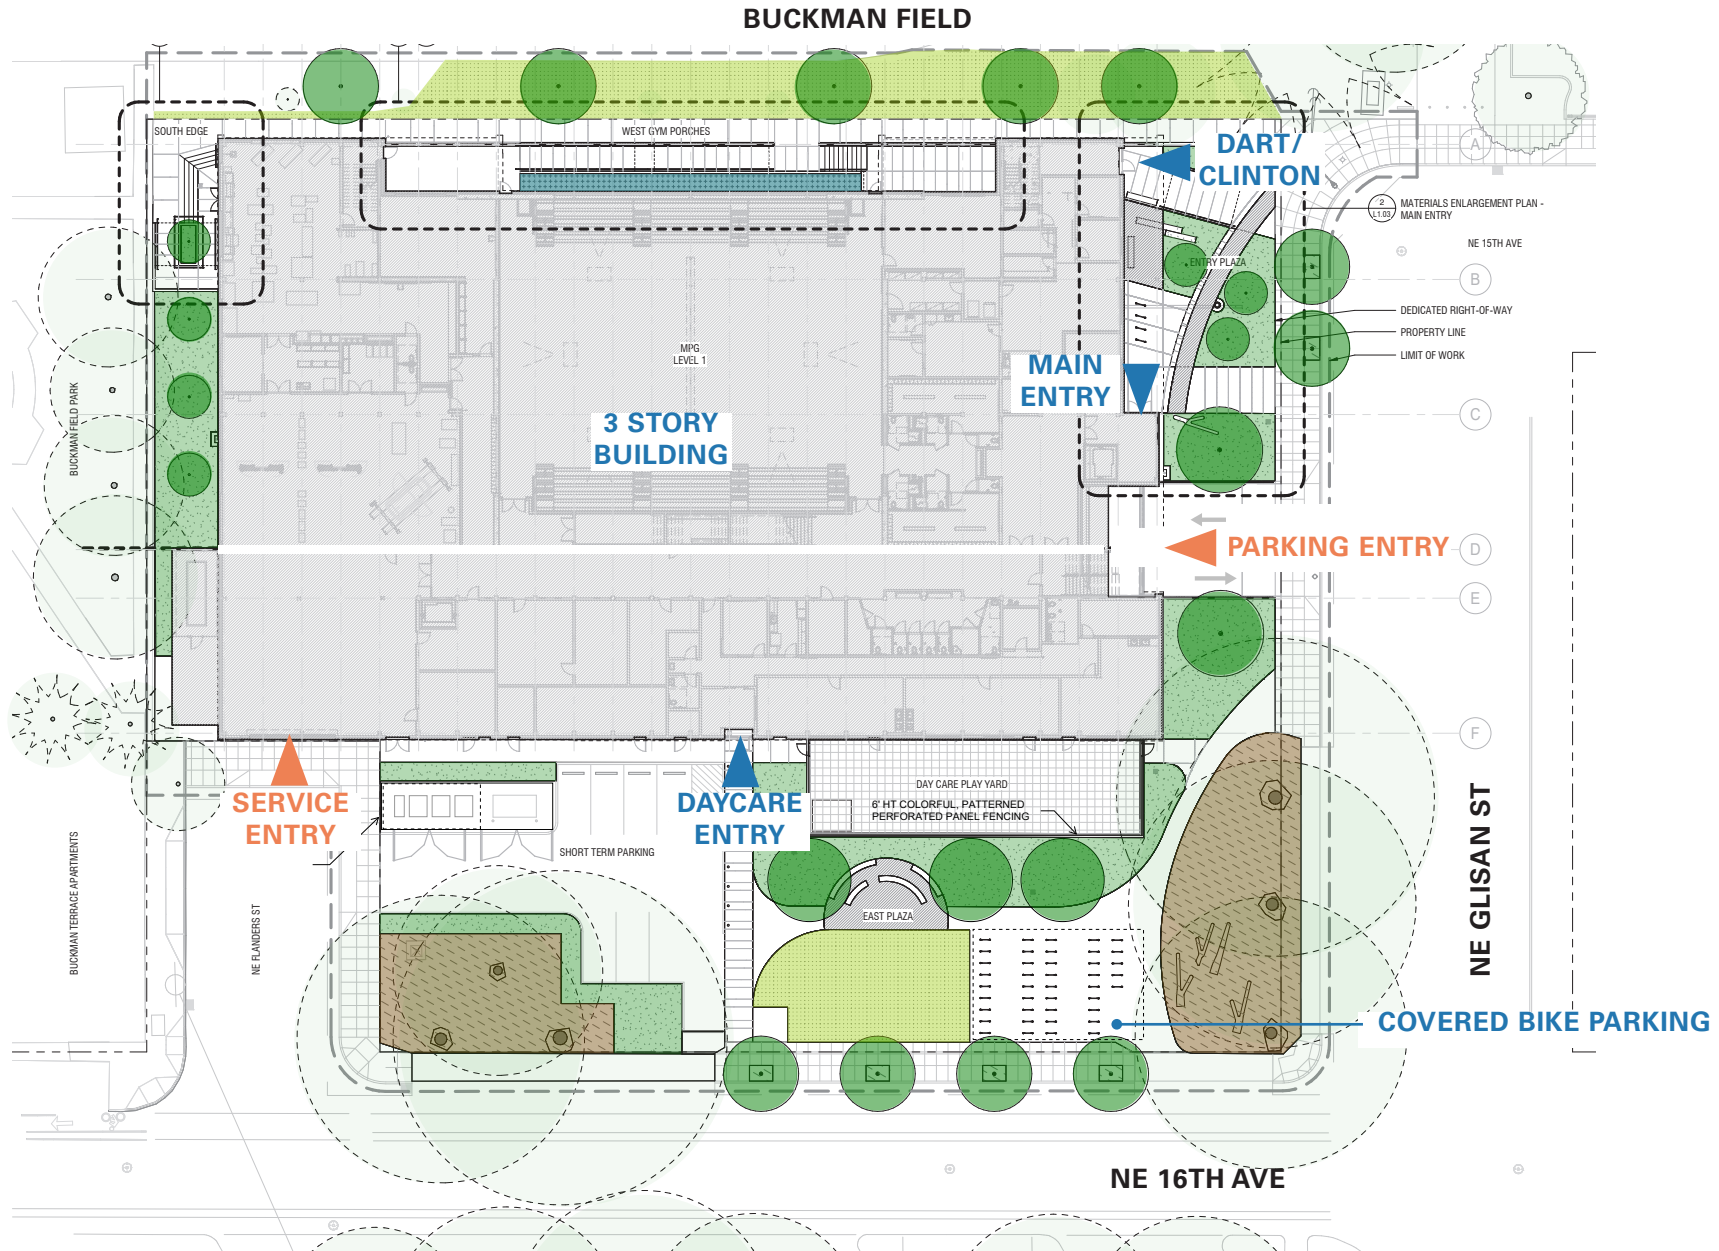 BUCKMAN FIELD
SOUTH EDGE
WEST GYM PORCHES
DART/
CLINTON
A
2
L1.03
MATERIALS ENLARGEMENT PLAN -
MAIN ENTRY
NE 15TH AVE
ENTRY PLAZA
B
DEDICATED RIGHT-OF-WAY
PROPERTY LINE
LIMIT OF WORK
MPG
LEVEL 1
MAIN
ENTRY
BUCKMAN FIELD PARK
3 STORY
BUILDING
C
PARKING ENTRY
D
E
F
SERVICE
ENTRY
DAYCARE
ENTRY
DAY CARE PLAY YARD
6' HT COLORFUL, PATTERNED
PERFORATED PANEL FENCING
SHORT TERM PARKING
BUCKMAN TERRACE APARTMENTS
NE FLANDERS ST
EAST PLAZA
NE GLISAN ST
COVERED BIKE PARKING
NE 16TH AVE